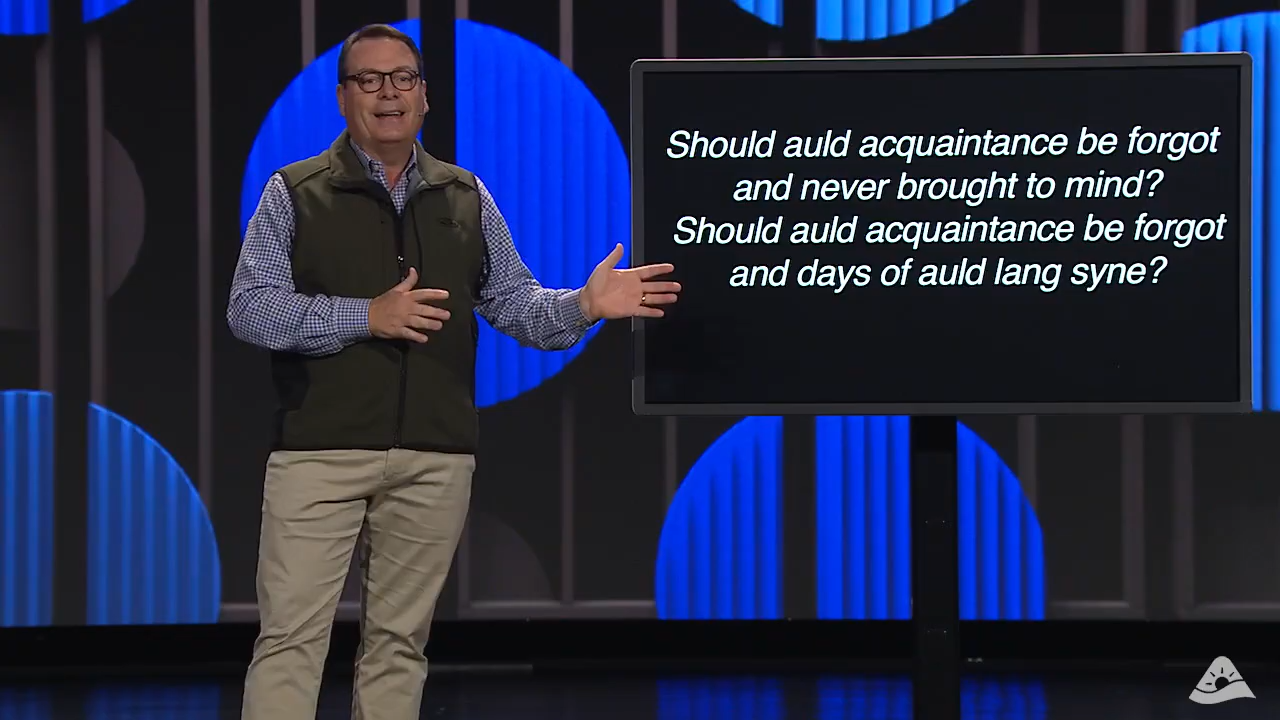 Should auld acquaintance be forgot
and never brought to mind?
Should auld acquaintance be forgot
and days of auld lang syne?